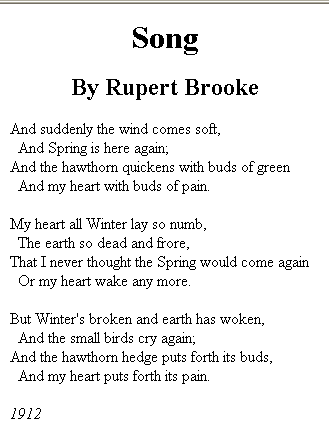 Song
By Rupert Brooke
And suddenly the wind comes soft,
And Spring is here again;
And the hawthorn quickens with buds of green
And my heart with buds of pain.
My heart all Winter lay so numb,
The earth so dead and frore,
That I never thought the Spring would come again
Or my heart wake any more.
But Winter's broken and earth has woken,
And the small birds cry again;
And the hawthorn hedge puts forth its buds,
And my heart puts forth its pain.
1912